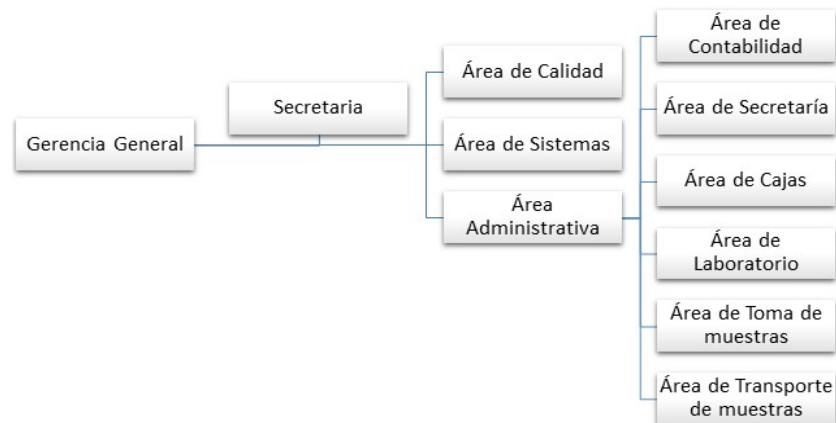 Gerencia General
Secretaria
Área de Calidad
Área de Sistemas
Área
Administrativa
Área de
Contabilidad
Área de Secretaría
Área de Cajas
Área de
Laboratorio
Área de Toma de
muestras
Área de Transporte
de muestras